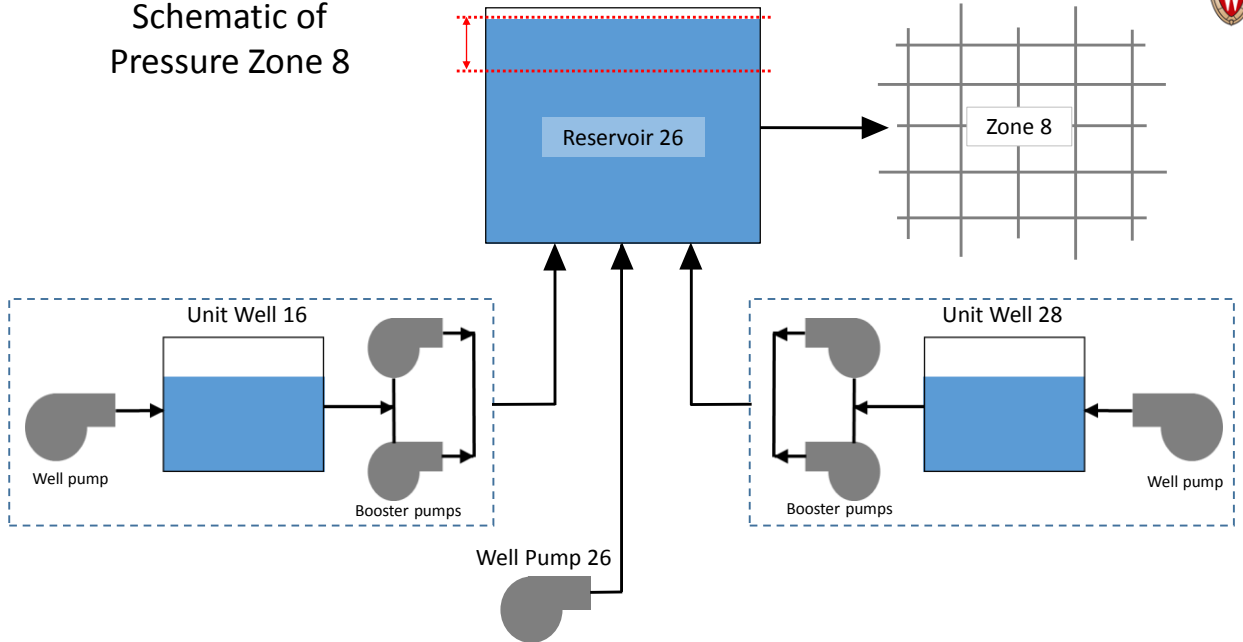 Schematic of
Pressure Zone 8
Reservoir 26
Zone 8
Unit Well 16
Well pump
Booster pumps
Unit Well 28
Booster pumps
Well pump
Well Pump 26
W